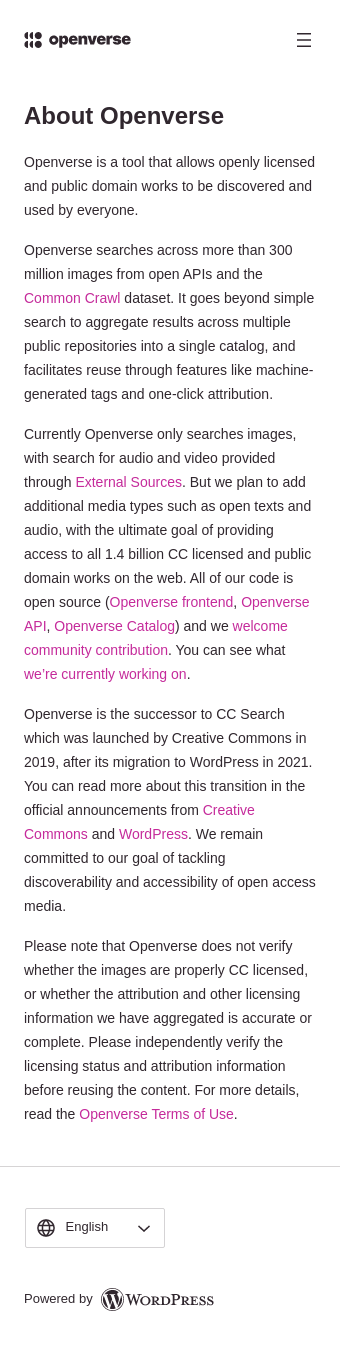 openverse
About Openverse
Openverse is a tool that allows openly licensed
and public domain works to be discovered and
used by everyone.
Openverse searches across more than 300
million images from open APIs and the
Common Crawl dataset. It goes beyond simple
search to aggregate results across multiple
public repositories into a single catalog, and
facilitates reuse through features like machine-
generated tags and one-click attribution.
Currently Openverse only searches images,
with search for audio and video provided
through External Sources. But we plan to add
additional media types such as open texts and
audio, with the ultimate goal of providing
access to all 1.4 billion CC licensed and public
domain works on the web. All of our code is
open source (Openverse frontend, Openverse
API, Openverse Catalog) and we welcome
community contribution. You can see what
we’re currently working on.
Openverse is the successor to CC Search
which was launched by Creative Commons in
2019, after its migration to WordPress in 2021.
You can read more about this transition in the
official announcements from Creative
Commons and WordPress. We remain
committed to our goal of tackling
discoverability and accessibility of open access
media.
Please note that Openverse does not verify
whether the images are properly CC licensed,
or whether the attribution and other licensing
information we have aggregated is accurate or
complete. Please independently verify the
licensing status and attribution information
before reusing the content. For more details,
read the Openverse Terms of Use.
English
Powered by WordPress